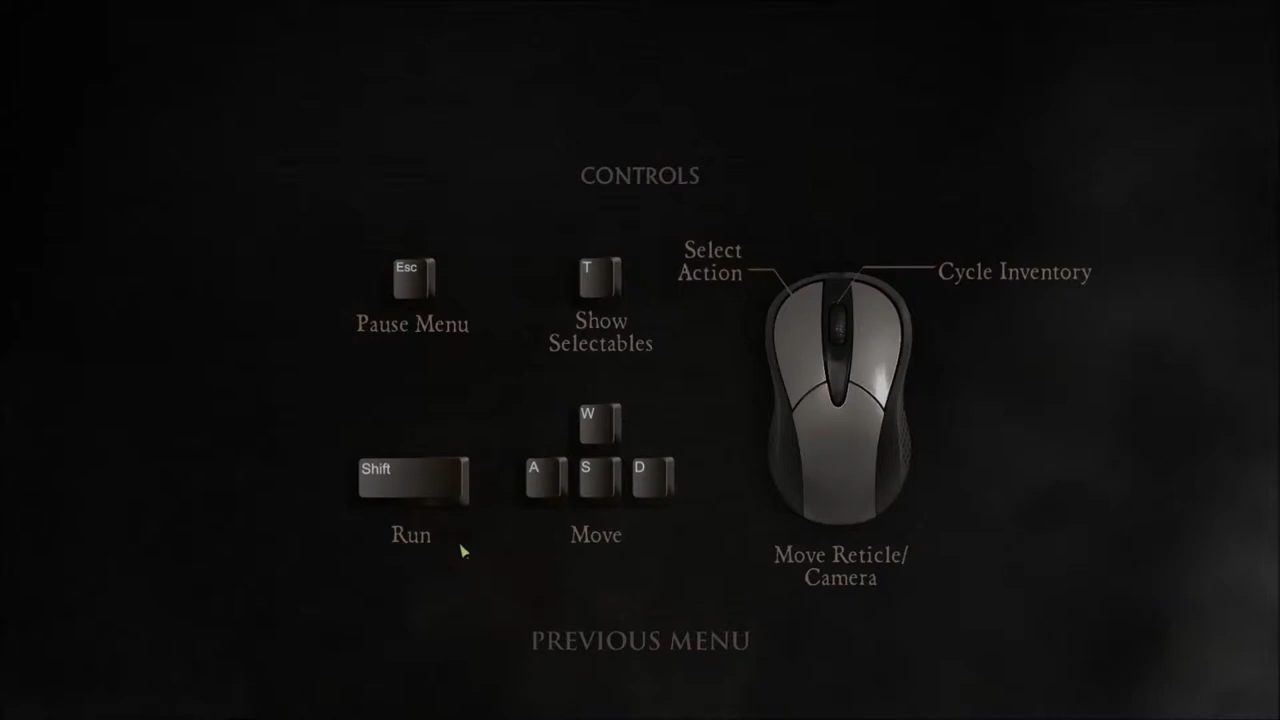 CONTROLS
Esc
Pause Menu
T
Show
Selectables
Select
Action
Cycle Inventory
Shift
Run
W
A S D
Move
Move Reticle/
Camera
PREVIOUS MENU